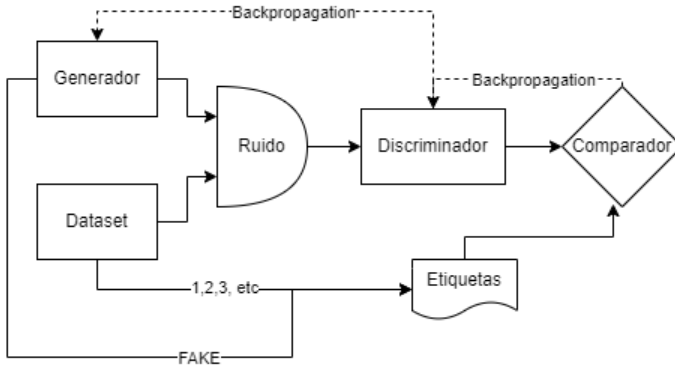 Backpropagation
Generador
Backpropagation
Ruido
Discriminador
Comparador
Dataset
1,2,3, etc
Etiquetas
FAKE